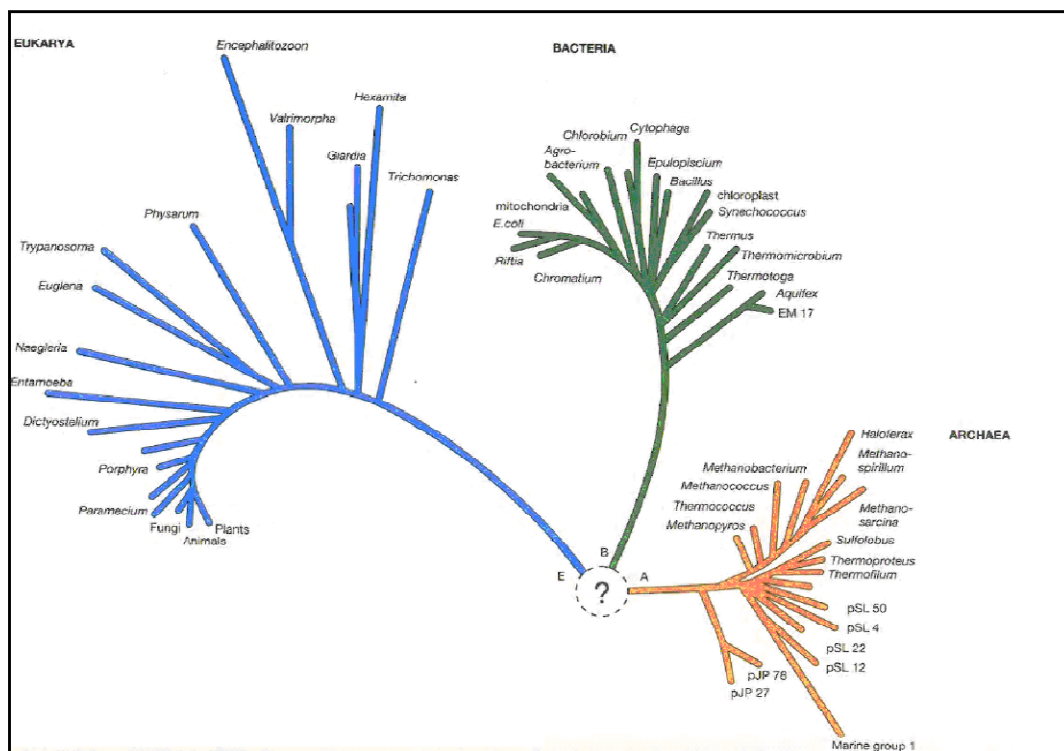 EUKARYA
Encephalitozoon
Vairimorpha
Hexamita
Giardia
Trichomonas
Physarum
Trypanosoma
Euglena
Naegleria
Entamoeba
Dictyostelium
Porphyra
Paramecium
Fungi
Animals
Plants
BACTERIA
Cytophaga
Chlorobium
Agro-
bacterium
Epulopiscium
Bacillus
chloroplast
Synechococcus
mitochondria
E.coli
Riftia
Chromatium
Thermus
Thermomicrobium
Thermotoga
Aquifex
EM 17
ARCHAEA
Haloferax
Methano-
spirillum
Methanobacterium
Methanococcus
Thermococcus
Methanopyros
Methano-
sarcina
Sulfolobus
Thermoproteus
Thermofilum
pSL 50
pSL 4
pSL 22
pSL 12
pJP 78
pJP 27
Marine group 1
E
B
A
?